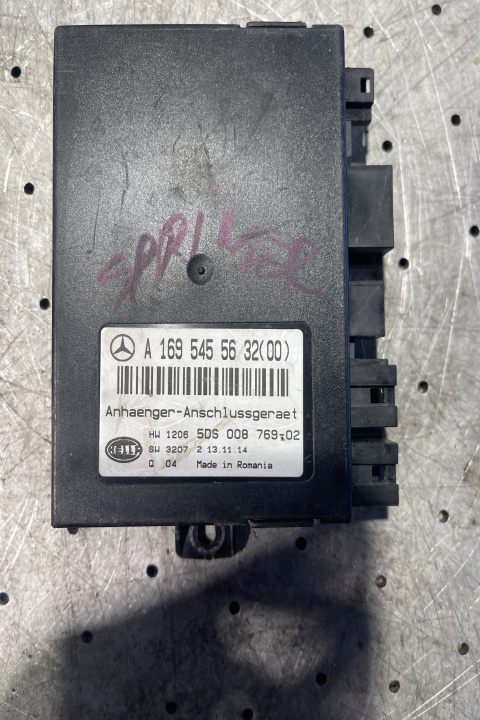 SPRINTER
A 169 545 56 32(00)
Anhaenger-Anschlussgeraet
HW 1206 5DS 008 769-02
HELLA SW 3207 2 13.11.14
Q 04 Made in Romania